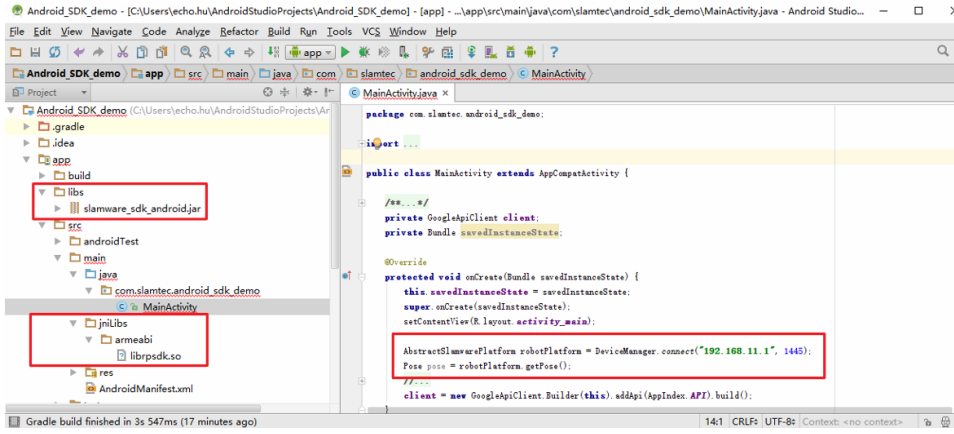 Android_SDK_demo - [C:\Users\echo.hu\AndroidStudioProjects\Android_SDK_demo] - [app] - ...\app\src\main\java\com\slamtec\android_sdk_demo\MainActivity.java - Android Studio...
File Edit View Navigate Code Analyze Refactor Build Run Tools VCS Window Help
app
Android_SDK_demo app src main java com slamtec android_sdk_demo MainActivity
Project
MainActivity.java
Android_SDK_demo (C:\Users\echo.hu\AndroidStudioProjects\Ar
.gradle
.idea
app
build
libs
slamware_sdk_android.jar
src
androidTest
main
java
com.slamtec.android_sdk_demo
MainActivity
jniLibs
armeabi
librpsdk.so
res
AndroidManifest.xml
package com.slamtec.android_sdk_demo;
import ...
public class MainActivity extends AppCompatActivity {
/**...*/
private GoogleApiClient client;
private Bundle savedInstanceState;
@Override
protected void onCreate(Bundle savedInstanceState) {
this.savedInstanceState = savedInstanceState;
super.onCreate(savedInstanceState);
setContentView(R.layout.activity_main);
AbstractSlamwarePlatform robotPlatform = DeviceManager.connect("192.168.11.1", 1445);
Pose pose = robotPlatform.getPose();
//...
client = new GoogleApiClient.Builder(this).addApi(AppIndex.API).build();
}
Gradle build finished in 3s 547ms (17 minutes ago)
14:1 CRLF UTF-8 Context: <no context>